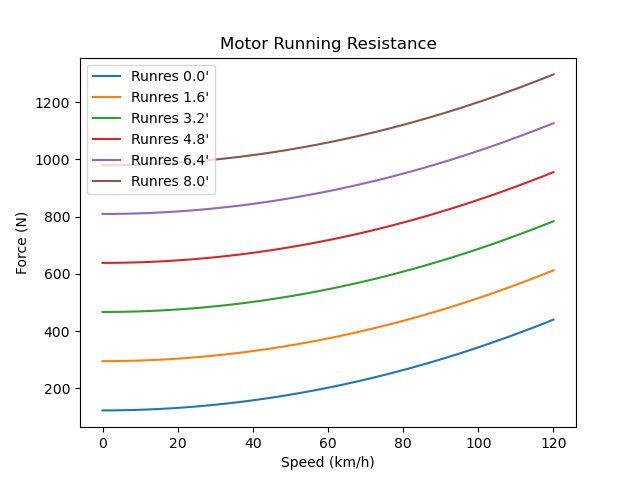 Motor Running Resistance
Runres 0.0'
Runres 1.6'
Runres 3.2'
Runres 4.8'
Runres 6.4'
Runres 8.0'
1200
1000
800
600
400
200
Force (N)
0 20 40 60 80 100 120
Speed (km/h)